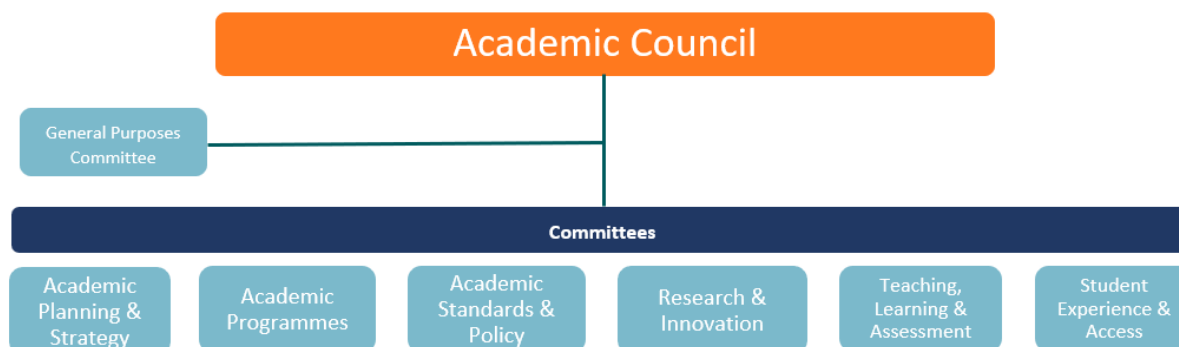 Academic Council
General Purposes
Committee
Committees
Academic
Planning &
Strategy
Academic
Programmes
Academic
Standards &
Policy
Research &
Innovation
Teaching,
Learning &
Assessment
Student
Experience &
Access